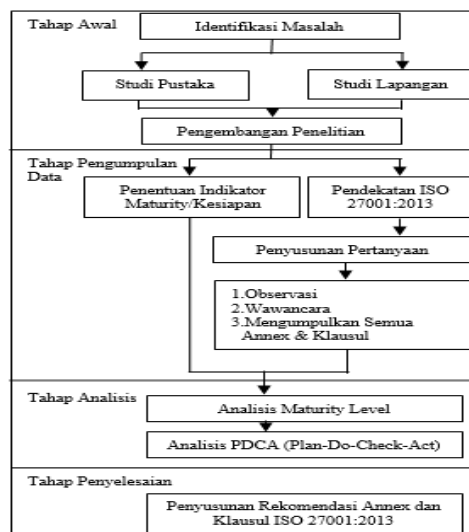 Tahap Awal
Identifikasi Masalah
Studi Pustaka
Studi Lapangan
Pengembangan Penelitian
Tahap Pengumpulan
Data
Penentuan Indikator
Maturity/Kesiapan
Pendekatan ISO
27001:2013
Penyusunan Pertanyaan
1.Observasi
2.Wawancara
3.Mengumpulkan Semua
Annex & Klausul
Tahap Analisis
Analisis Maturity Level
Analisis PDCA (Plan-Do-Check-Act)
Tahap Penyelesaian
Penyusunan Rekomendasi Annex dan
Klausul ISO 27001:2013